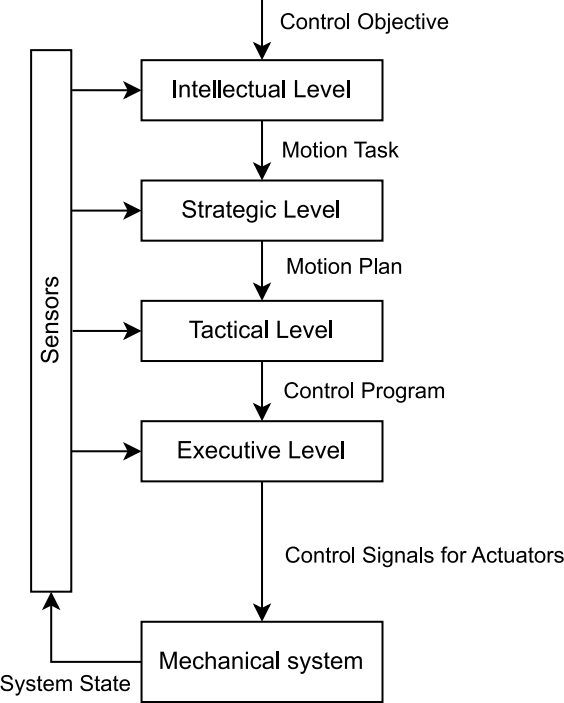 Control Objective
Intellectual Level
Motion Task
Strategic Level
Motion Plan
Sensors
Tactical Level
Control Program
Executive Level
Control Signals for Actuators
Mechanical system
System State